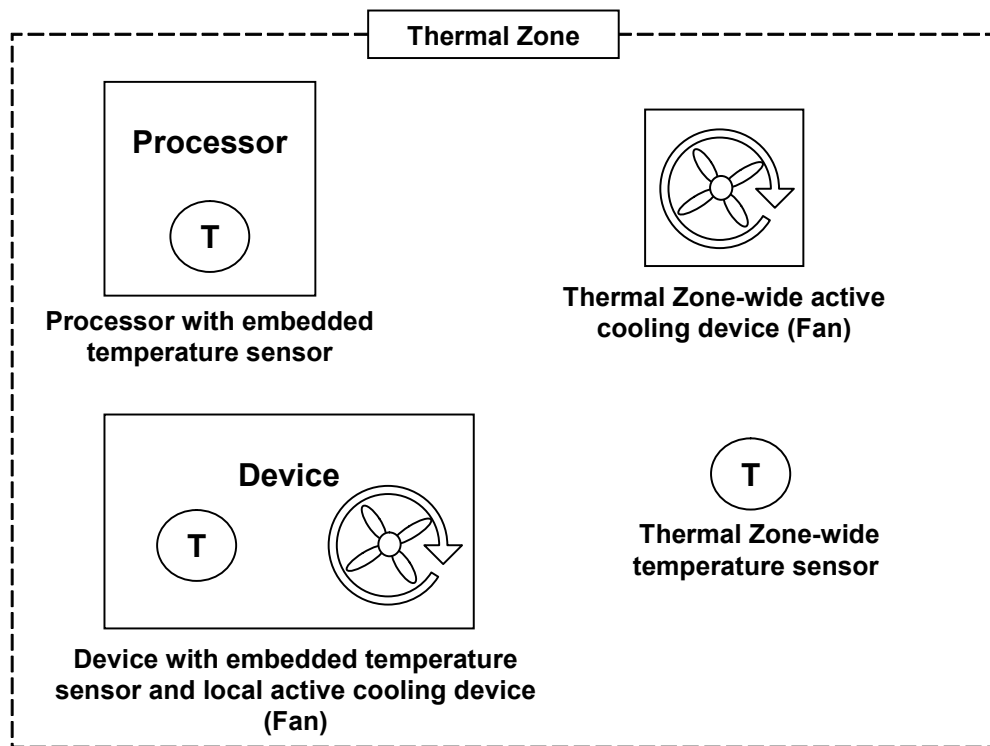 Thermal Zone
Processor
T
Processor with embedded
temperature sensor
Thermal Zone-wide active
cooling device (Fan)
Device
T
Device with embedded temperature
sensor and local active cooling device
(Fan)
T
Thermal Zone-wide
temperature sensor